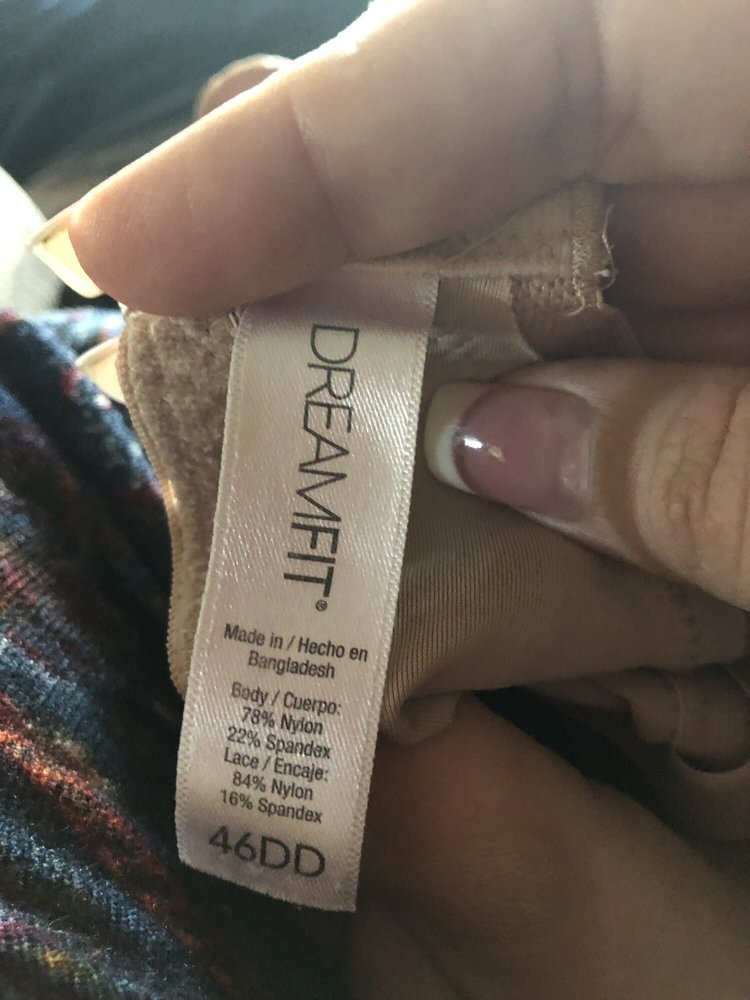 DREAMFIT®
Made in / Hecho en
Bangladesh
Body / Cuerpo:
78% Nylon
22% Spandex
Lace / Encaje:
84% Nylon
16% Spandex
46DD